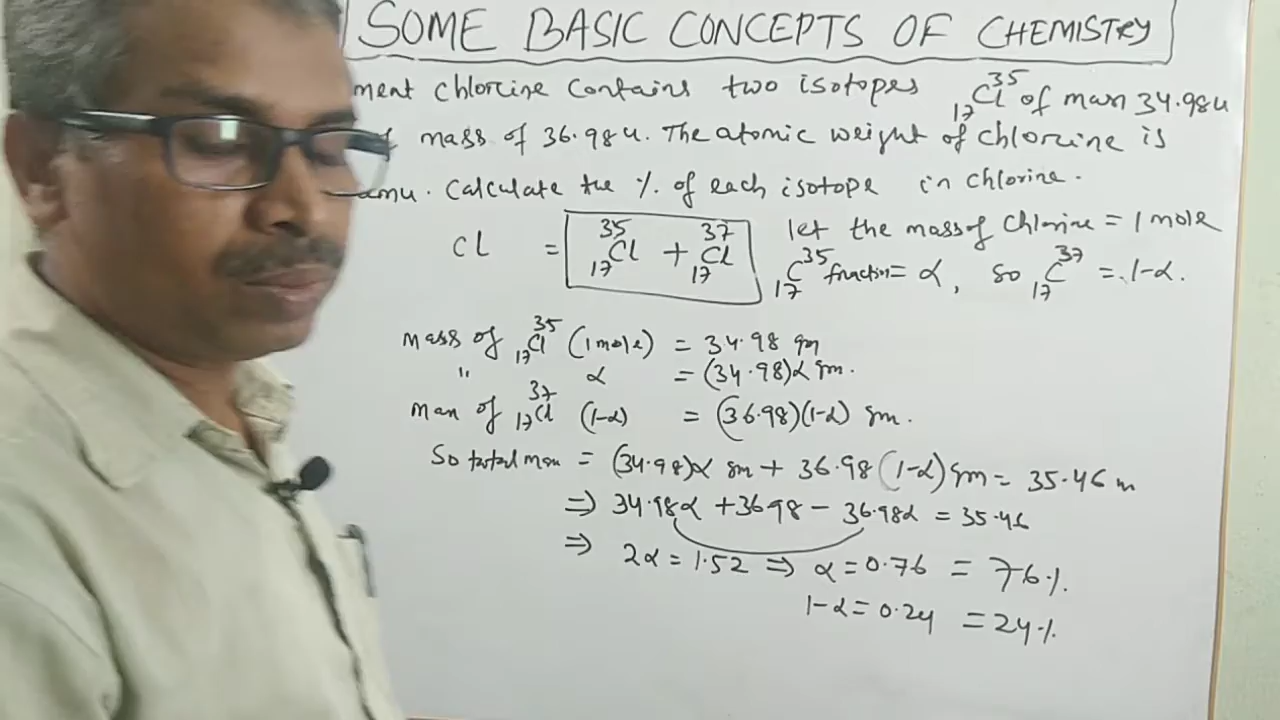 SOME BASIC CONCEPTS OF CHEMISTRY
ment chlorine contains two isotopes ₁₇Cl³⁵ of mass 34.98u
mass of 36.98u. The atomic weight of chlorine is
amu. Calculate the % of each isotope in chlorine.
Cl = ₁₇Cl³⁵ + ₁₇Cl³⁷
let the mass of Chlorine = 1 mole
₁₇C³⁵ fraction = α, so ₁₇C³⁷ = 1-α.
mass of ₁₇Cl³⁵ (1 mole) = 34.98 gm
" α = (34.98)α gm.
Mass of ₁₇Cl³⁷ (1-α) = (36.98)(1-α) gm.
So total mass = (34.98)α gm + 36.98 (1-α) gm = 35.46 m
⇒ 34.98α + 36.98 - 36.98α = 35.46
⇒ 2α = 1.52 ⇒ α = 0.76 = 76%.
1-α = 0.24 = 24%.